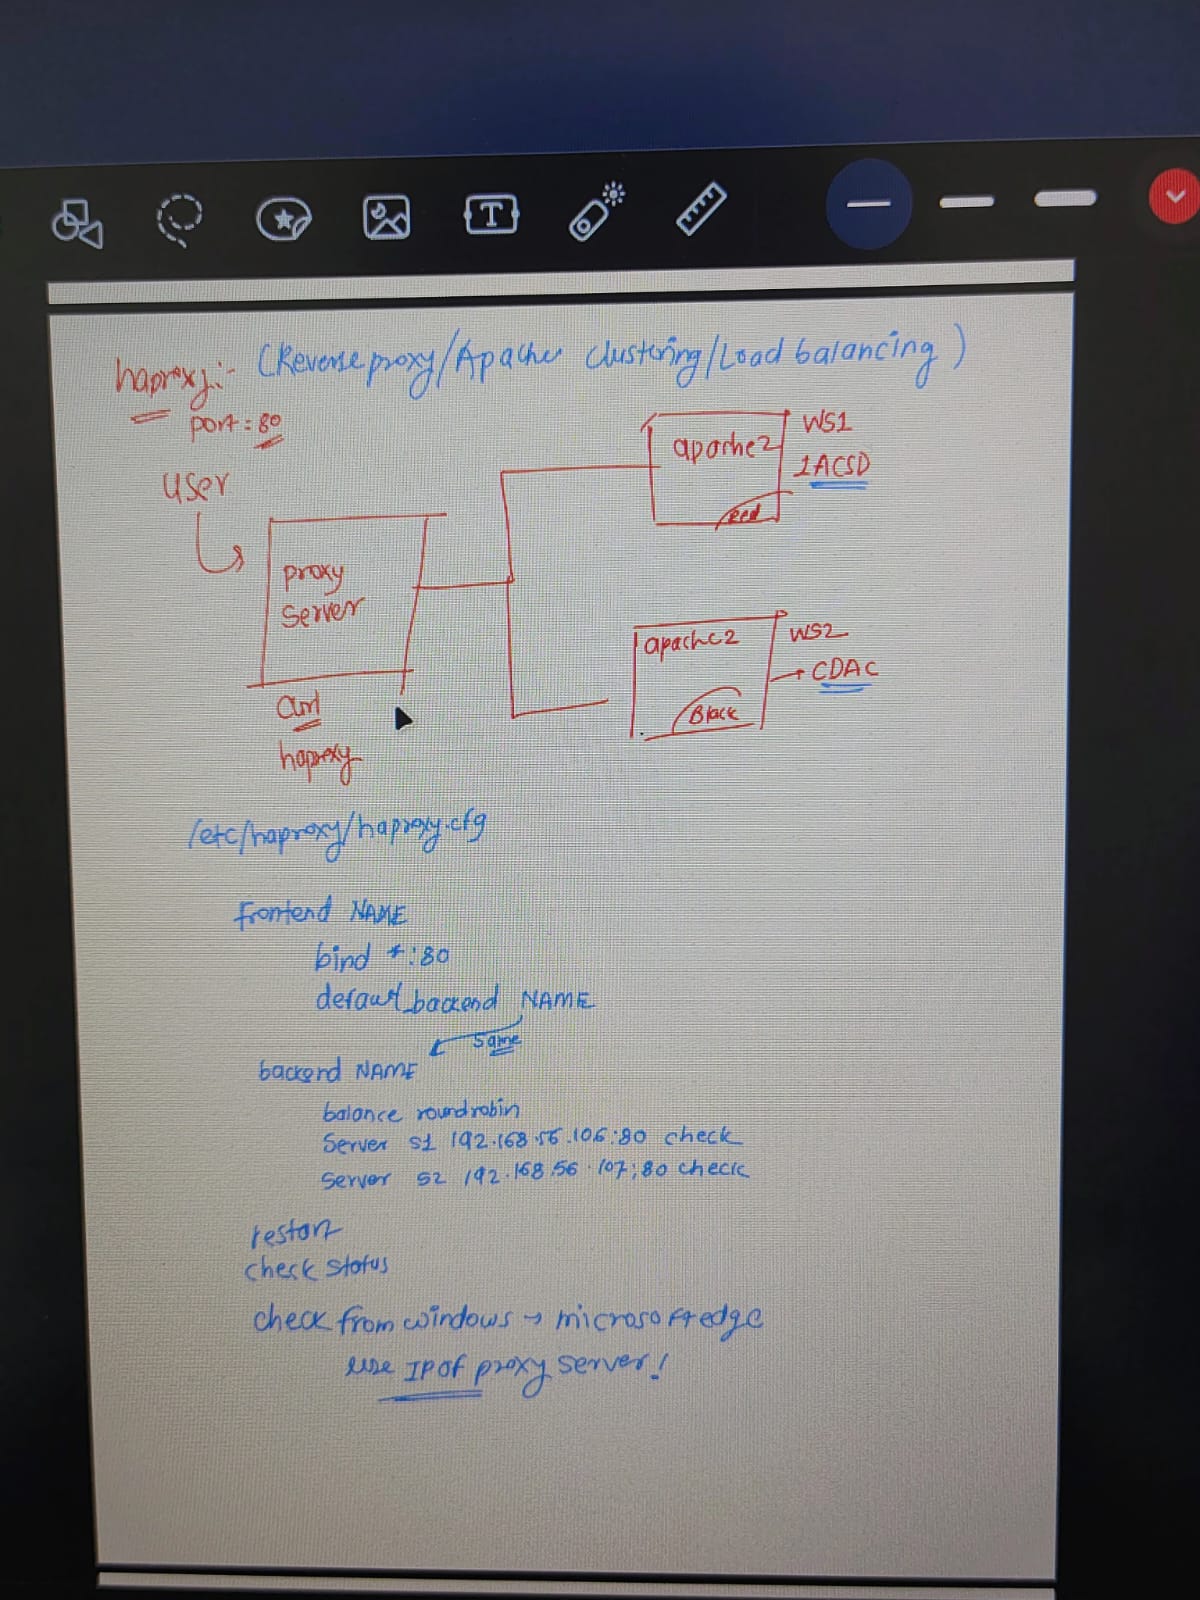 haproxy:- (Reverse proxy/Apache clustering/Load balancing)
port = 80
user
proxy
server
curl
haproxy
apache2
Red
WS1
IACSD
apache2
Black
WS2
CDAC
/etc/haproxy/haproxy.cfg
frontend NAME
bind *:80
default_backend NAME
same
backend NAME
balance roundrobin
Server s1 192.168.56.106:80 check
Server s2 192.168.56.107:80 check
restart
check status
check from windows → microsoft edge
use IP of proxy server!